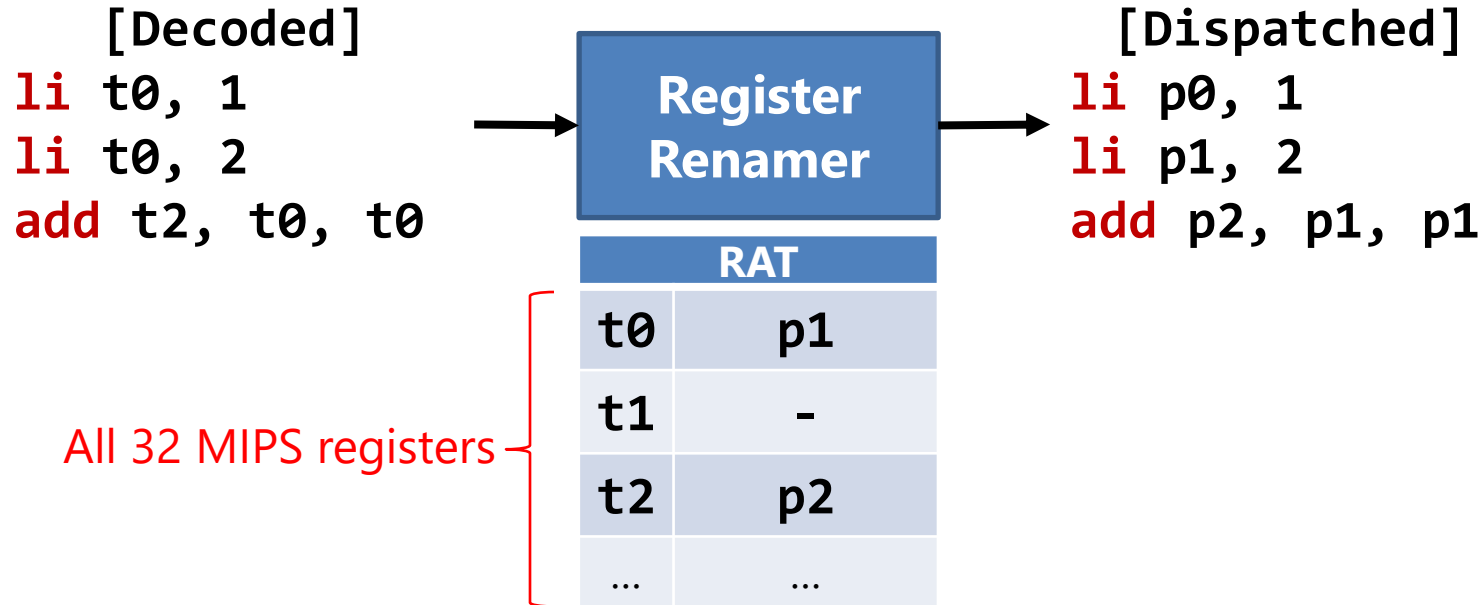 [Decoded]
li t0, 1
li t0, 2
add t2, t0, t0
Register
Renamer
[Dispatched]
li p0, 1
li p1, 2
add p2, p1, p1
RAT
t0 p1
t1 -
t2 p2
... ...
All 32 MIPS registers